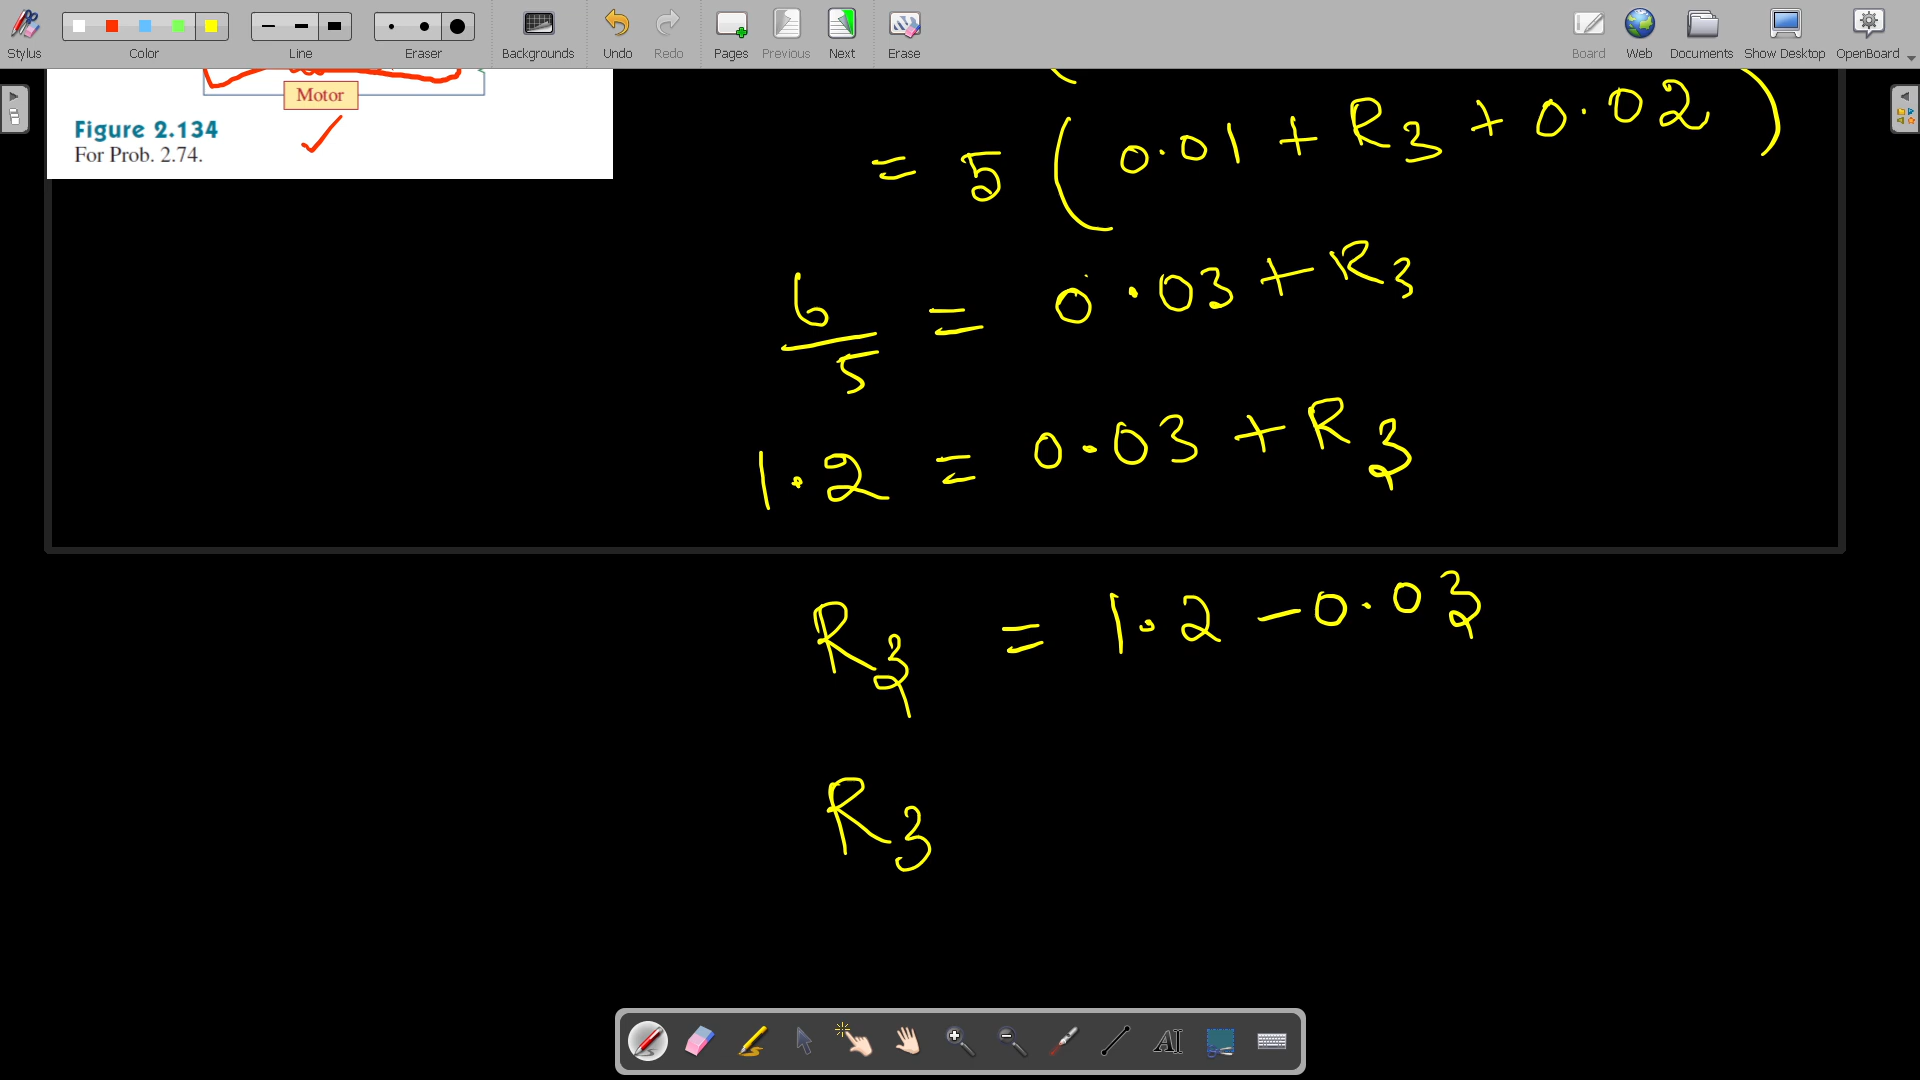 Stylus Color Line Eraser Backgrounds Undo Redo Pages Previous Next Erase Board Web Documents Show Desktop OpenBoard
Motor
Figure 2.134
For Prob. 2.74.
= 5 ( 0.01 + R3 + 0.02 )
6/5 = 0.03 + R3
1.2 = 0.03 + R3
R3 = 1.2 - 0.03
R3
AI